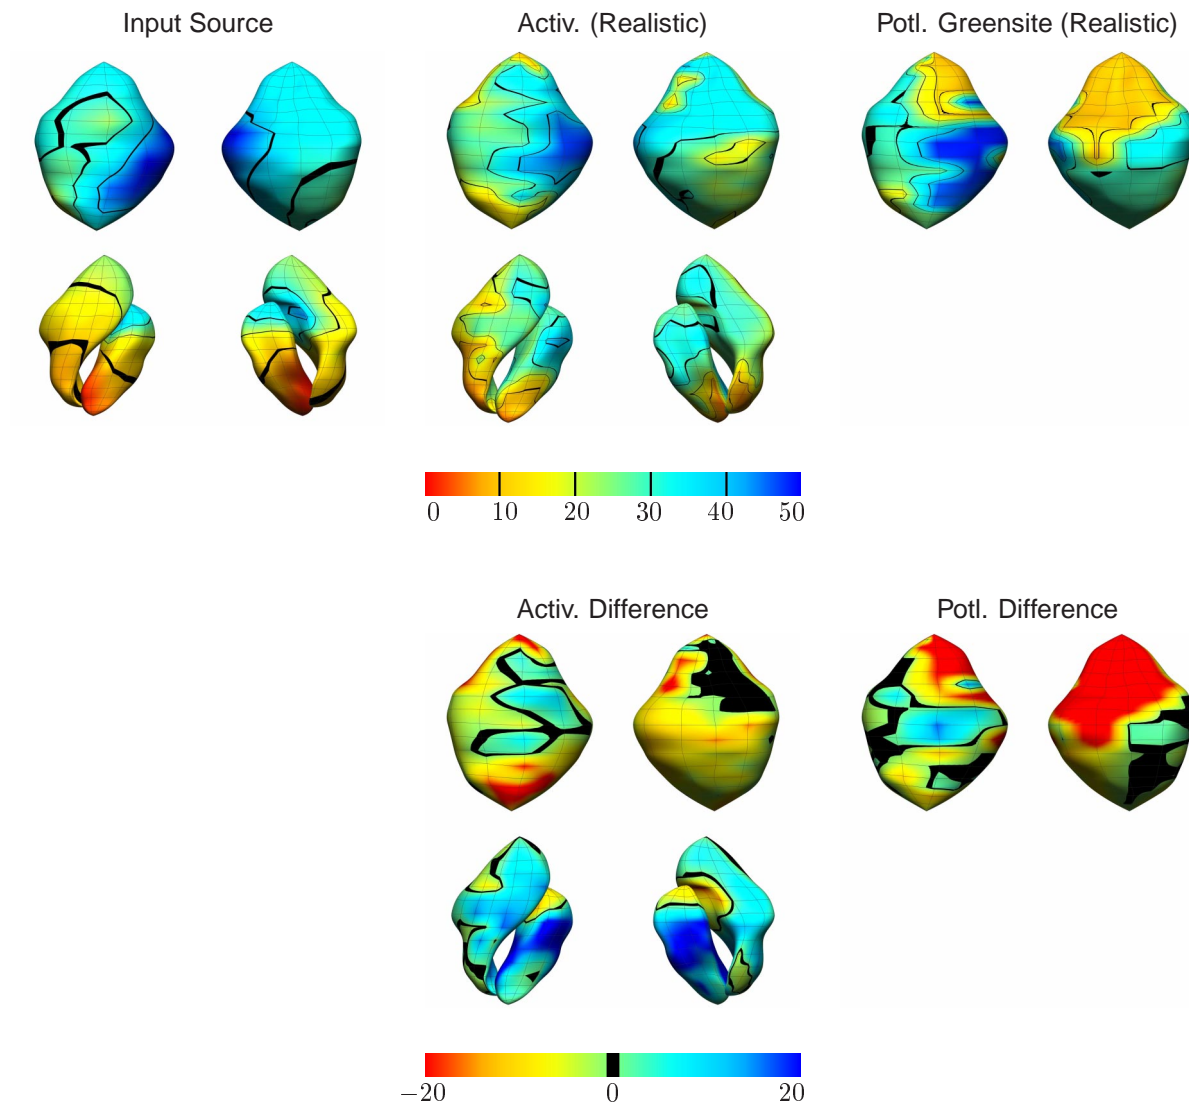 Input Source Activ. (Realistic) Potl. Greensite (Realistic)
0 10 20 30 40 50
Activ. Difference Potl. Difference
−20 0 20